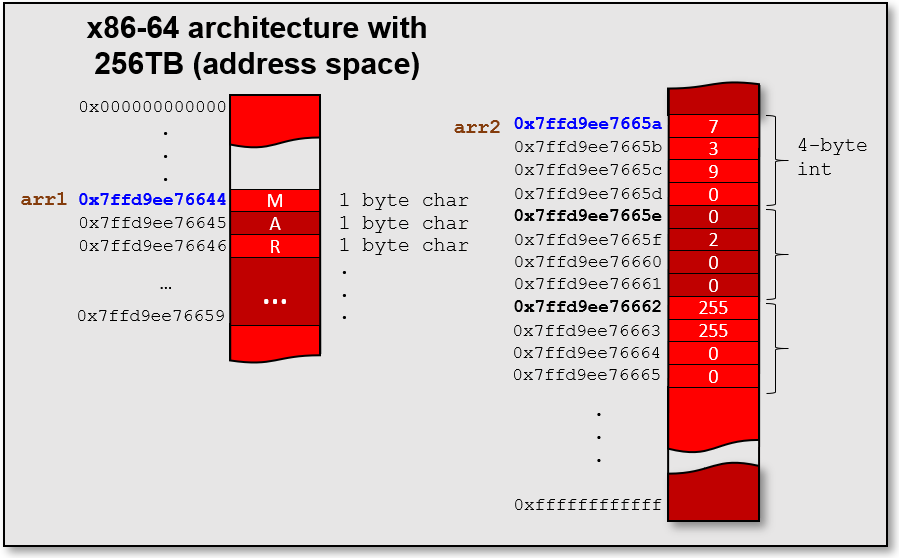 x86-64 architecture with
256TB (address space)
0x000000000000
.
.
.
arr1 0x7ffd9ee76644 M 1 byte char
0x7ffd9ee76645 A 1 byte char
0x7ffd9ee76646 R 1 byte char
… ... .
.
0x7ffd9ee76659 .
arr2 0x7ffd9ee7665a 7
0x7ffd9ee7665b 3 4-byte
0x7ffd9ee7665c 9 int
0x7ffd9ee7665d 0
0x7ffd9ee7665e 0
0x7ffd9ee7665f 2
0x7ffd9ee76660 0
0x7ffd9ee76661 0
0x7ffd9ee76662 255
0x7ffd9ee76663 255
0x7ffd9ee76664 0
0x7ffd9ee76665 0
.
.
.
0xffffffffffff